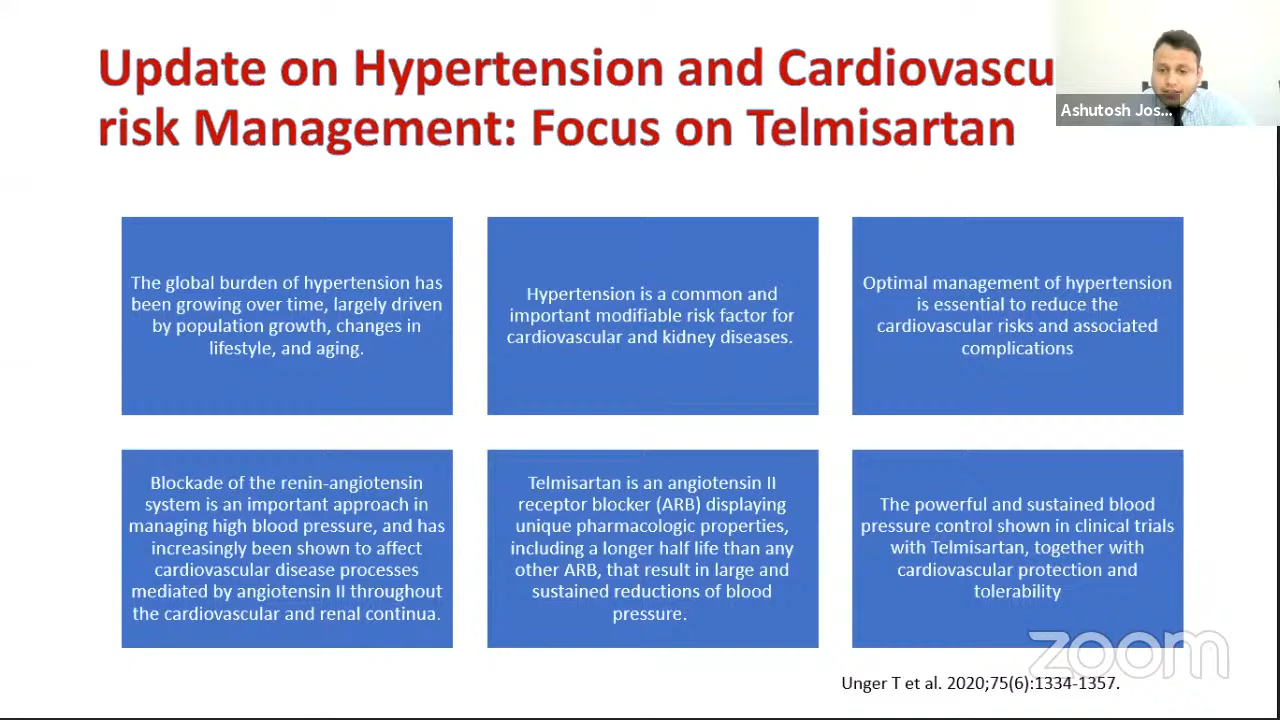 Update on Hypertension and Cardiovascu
risk Management: Focus on Telmisartan
Ashutosh Jos...
The global burden of hypertension has
been growing over time, largely driven
by population growth, changes in
lifestyle, and aging.
Hypertension is a common and
important modifiable risk factor for
cardiovascular and kidney diseases.
Optimal management of hypertension
is essential to reduce the
cardiovascular risks and associated
complications
Blockade of the renin-angiotensin
system is an important approach in
managing high blood pressure, and has
increasingly been shown to affect
cardiovascular disease processes
mediated by angiotensin II throughout
the cardiovascular and renal continua.
Telmisartan is an angiotensin II
receptor blocker (ARB) displaying
unique pharmacologic properties,
including a longer half life than any
other ARB, that result in large and
sustained reductions of blood
pressure.
The powerful and sustained blood
pressure control shown in clinical trials
with Telmisartan, together with
cardiovascular protection and
tolerability
zoom
Unger T et al. 2020;75(6):1334-1357.